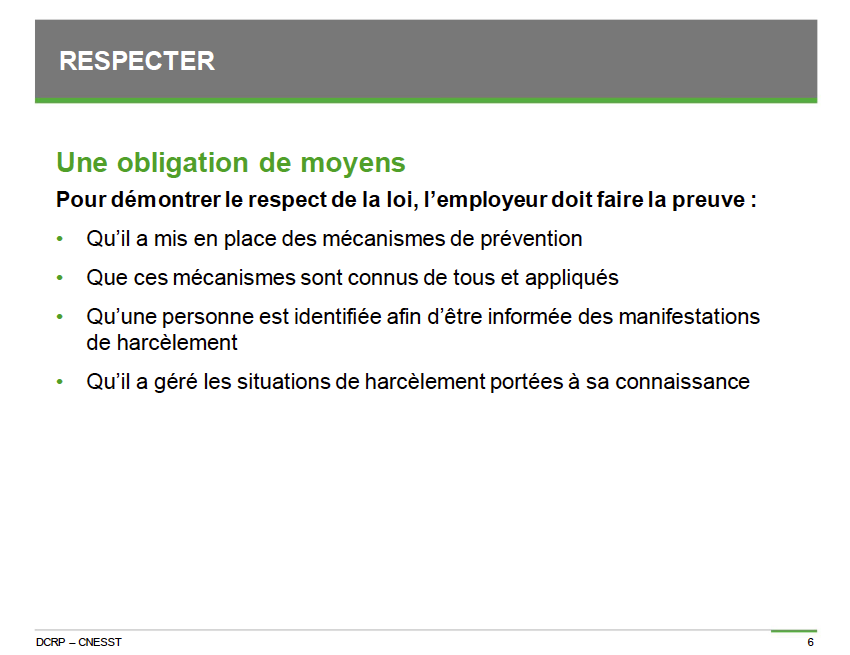 RESPECTER
Une obligation de moyens
Pour démontrer le respect de la loi, l’employeur doit faire la preuve :
• Qu’il a mis en place des mécanismes de prévention
• Que ces mécanismes sont connus de tous et appliqués
• Qu’une personne est identifiée afin d’être informée des manifestations
de harcèlement
• Qu’il a géré les situations de harcèlement portées à sa connaissance
DCRP – CNESST
6